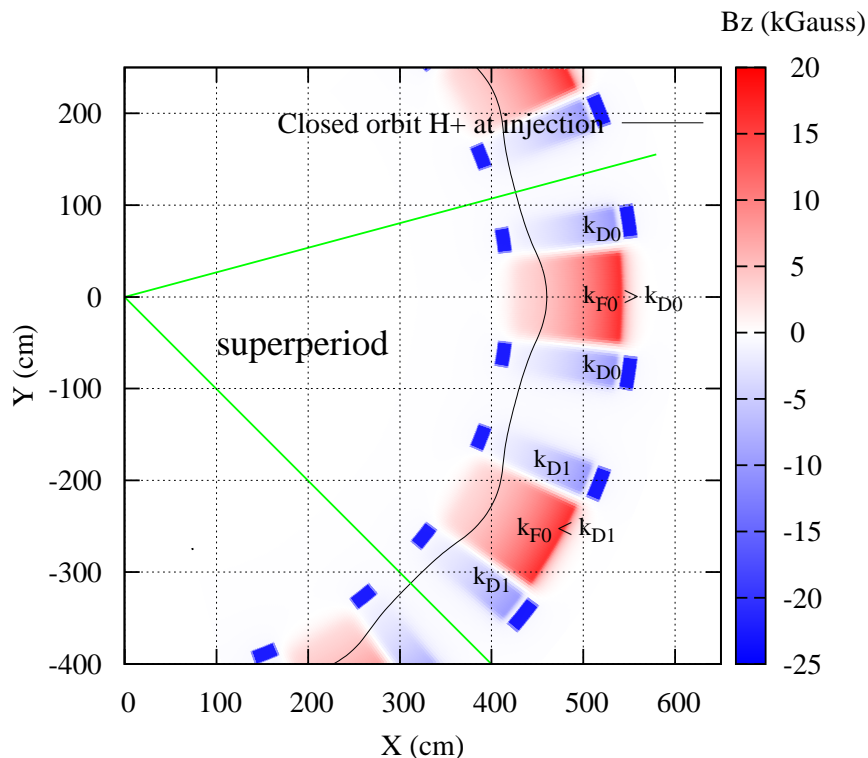 Bz (kGauss)
Closed orbit H+ at injection
superperiod
k_D0
k_F0 > k_D0
k_D0
k_D1
k_F0 < k_D1
k_D1
Y (cm)
200
100
0
-100
-200
-300
-400
0
100
200
300
400
500
600
X (cm)
20
15
10
5
0
-5
-10
-15
-20
-25